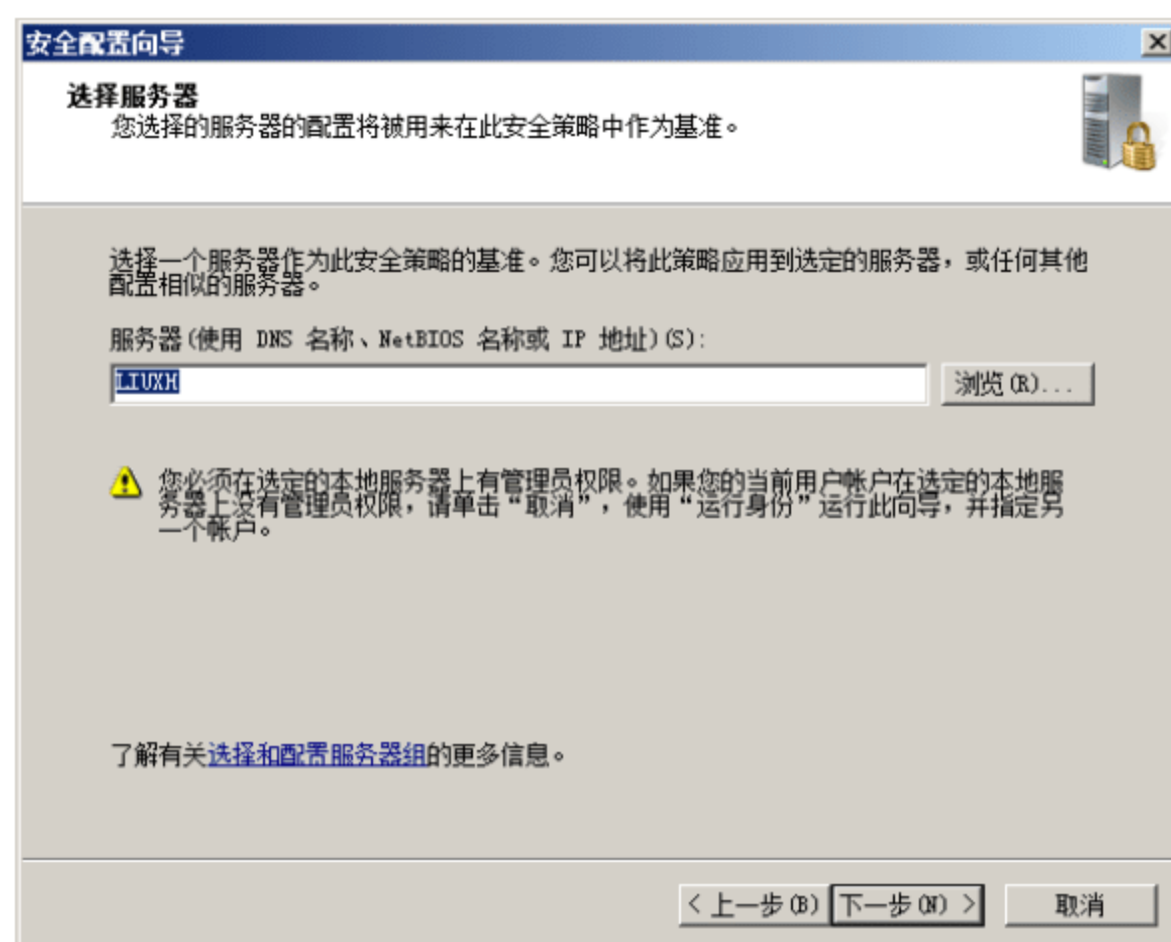 安全配置向导
选择服务器
您选择的服务器的配置将被用来在此安全策略中作为基准。
选择一个服务器作为此安全策略的基准。您可以将此策略应用到选定的服务器，或任何其他
配置相似的服务器。
服务器(使用 DNS 名称、NetBIOS 名称或 IP 地址)(S):
LIUXH
浏览(R)...
您必须在选定的本地服务器上有管理员权限。如果您的当前用户帐户在选定的本地服
务器上没有管理员权限，请单击“取消”，使用“运行身份”运行此向导，并指定另
一个帐户。
了解有关选择和配置服务器组的更多信息。
< 上一步(B) 下一步(N) > 取消